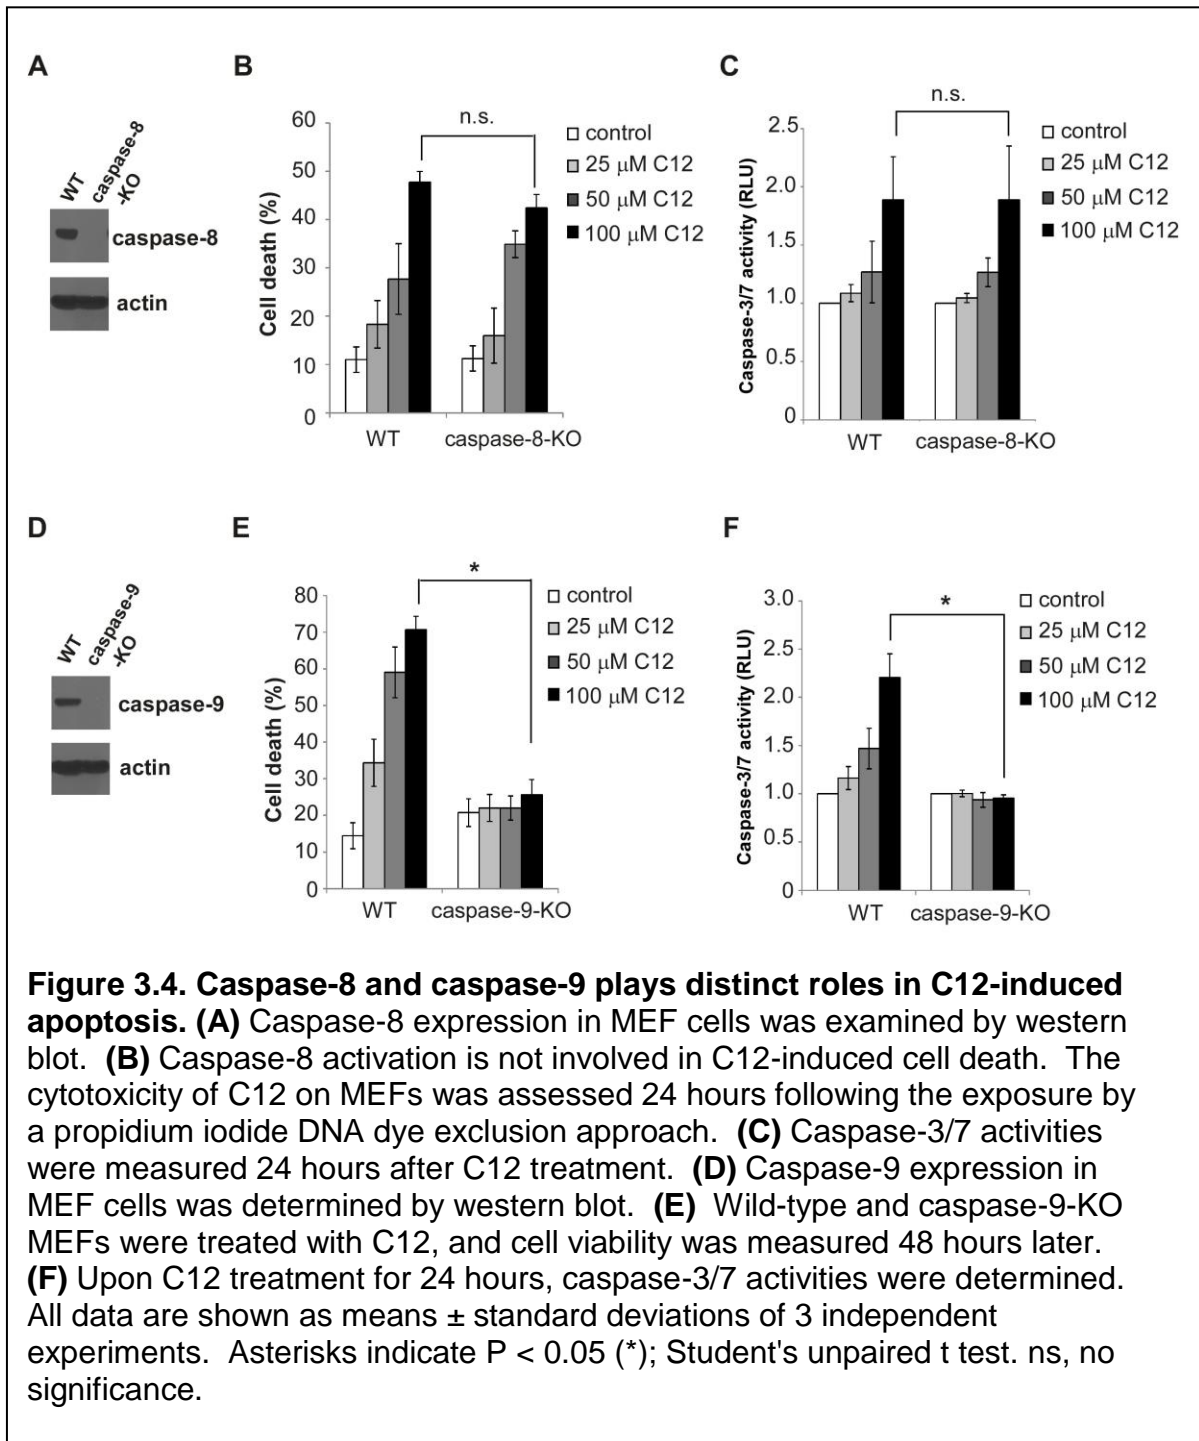 A
WT
caspase-8
-KO
caspase-8
actin
B
Cell death (%)
60
50
40
30
20
10
0
n.s.
control
25 μM C12
50 μM C12
100 μM C12
WT
caspase-8-KO
C
Caspase-3/7 activity (RLU)
2.5
2.0
1.5
1.0
0.5
0
n.s.
control
25 μM C12
50 μM C12
100 μM C12
WT
caspase-8-KO
D
WT
caspase-9
-KO
caspase-9
actin
E
Cell death (%)
80
70
60
50
40
30
20
10
0
*
control
25 μM C12
50 μM C12
100 μM C12
WT
caspase-9-KO
F
Caspase-3/7 activity (RLU)
3.0
2.5
2.0
1.5
1.0
0.5
0
*
control
25 μM C12
50 μM C12
100 μM C12
WT
caspase-9-KO
Figure 3.4. Caspase-8 and caspase-9 plays distinct roles in C12-induced
apoptosis. (A) Caspase-8 expression in MEF cells was examined by western
blot. (B) Caspase-8 activation is not involved in C12-induced cell death. The
cytotoxicity of C12 on MEFs was assessed 24 hours following the exposure by
a propidium iodide DNA dye exclusion approach. (C) Caspase-3/7 activities
were measured 24 hours after C12 treatment. (D) Caspase-9 expression in
MEF cells was determined by western blot. (E) Wild-type and caspase-9-KO
MEFs were treated with C12, and cell viability was measured 48 hours later.
(F) Upon C12 treatment for 24 hours, caspase-3/7 activities were determined.
All data are shown as means ± standard deviations of 3 independent
experiments. Asterisks indicate P < 0.05 (*); Student's unpaired t test. ns, no
significance.